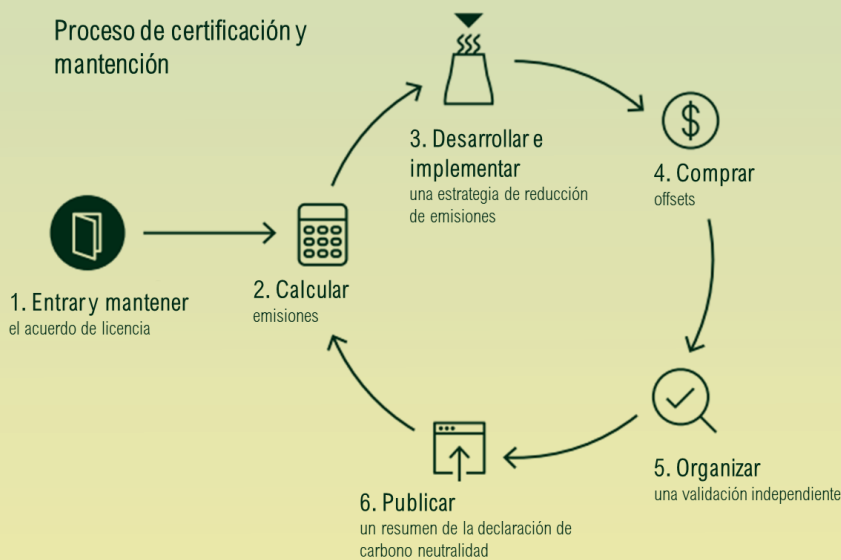 Proceso de certificación y
mantención
1. Entrar y mantener
el acuerdo de licencia
2. Calcular
emisiones
3. Desarrollar e
implementar
una estrategia de reducción
de emisiones
$
4. Comprar
offsets
5. Organizar
una validación independiente
6. Publicar
un resumen de la declaración de
carbono neutralidad